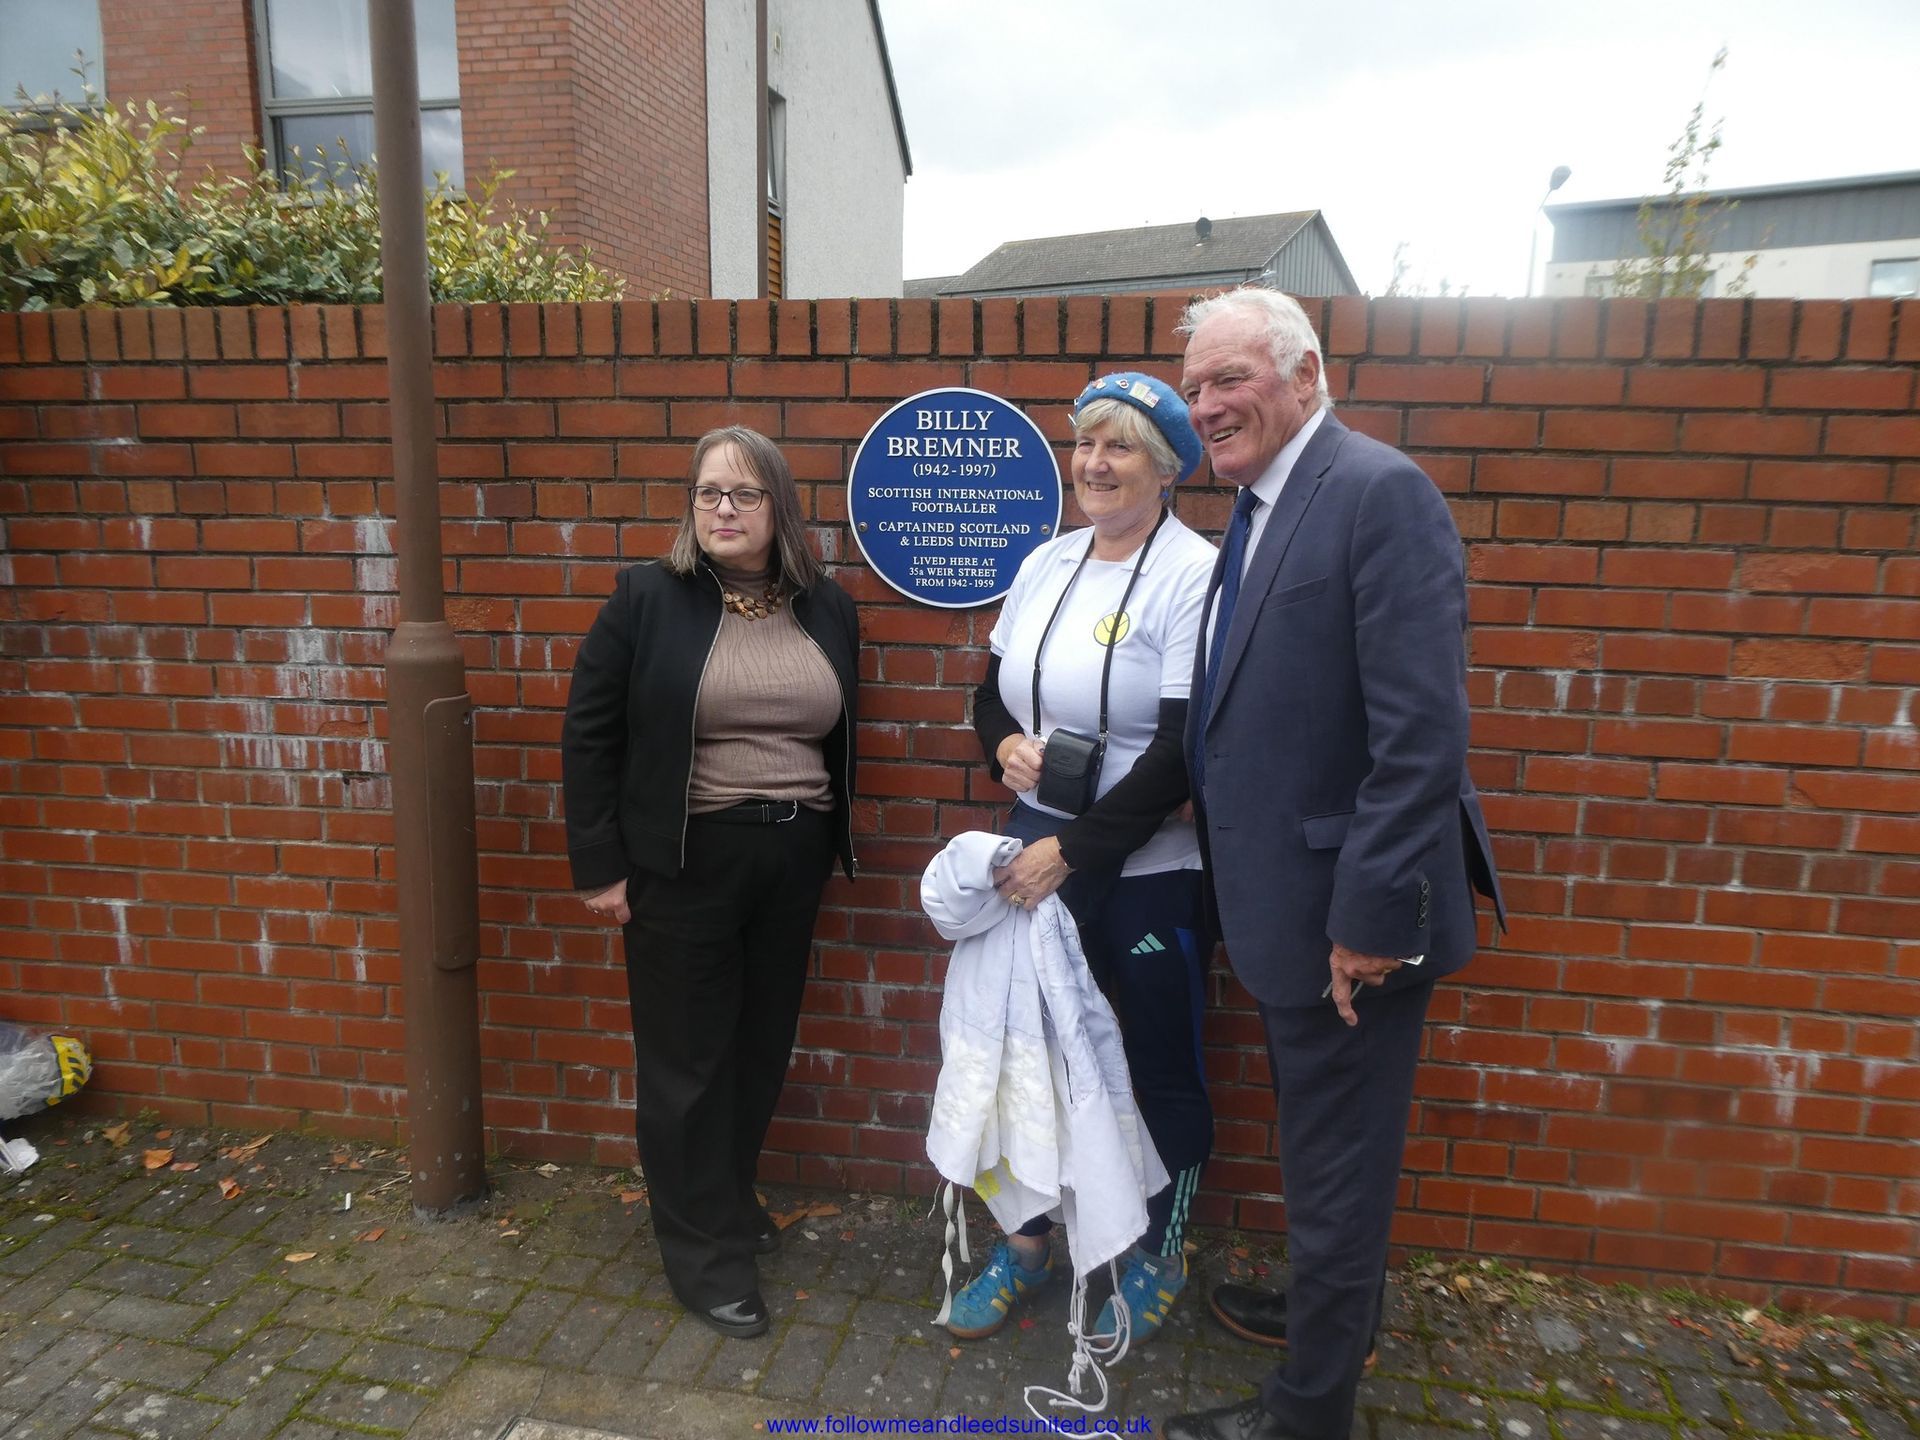 BILLY
BREMNER
(1942-1997)
SCOTTISH INTERNATIONAL
FOOTBALLER
CAPTAINED SCOTLAND
& LEEDS UNITED
LIVED HERE AT
35a WEIR STREET
FROM 1942-1959
www.followmeandleedsunited.co.uk